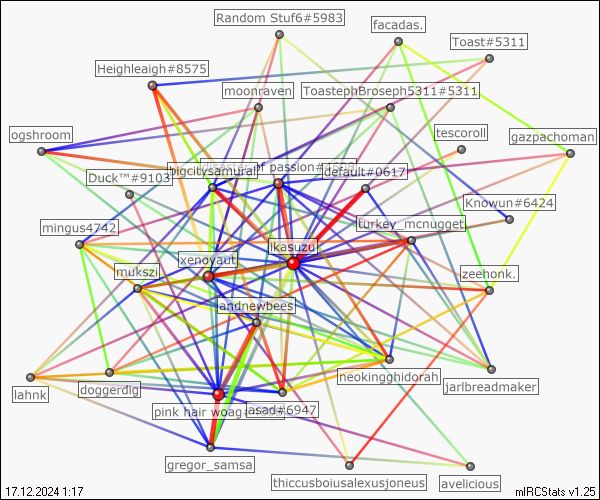 Random Stuf6#5983
facadas.
Toast#5311
Heighleaigh#8575
moonraven
ToastephBroseph5311#5311
ogshroom
tescoroll
gazpachoman
Duck™#9103
bigcitysamurai
of passion#
default#0617
Knowun#6424
mingus4742
turkey_mcnugget
ikasuzu
xenoyaut
mukszi
zeehonk.
andnewbees
lahnk
doggerdig
neokingghidorah
jarlbreadmaker
pink hair woag
asad#6947
gregor_samsa
thiccusboiusalexusjoneus
avelicious
17.12.2024 1:17
mIRCStats v1.25